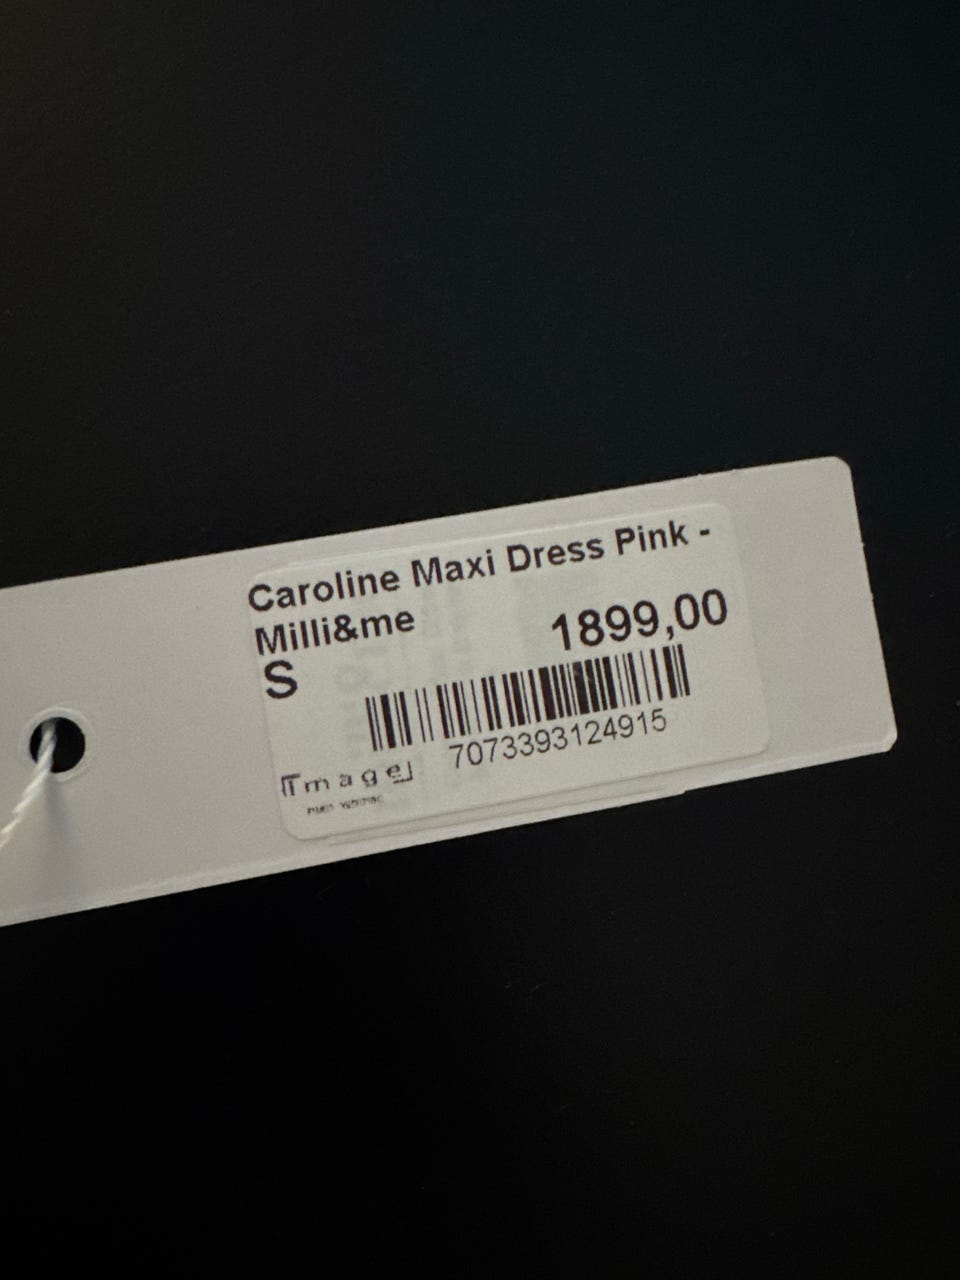 Caroline Maxi Dress Pink -
Milli&me
1899,00
S
7073393124915
Image